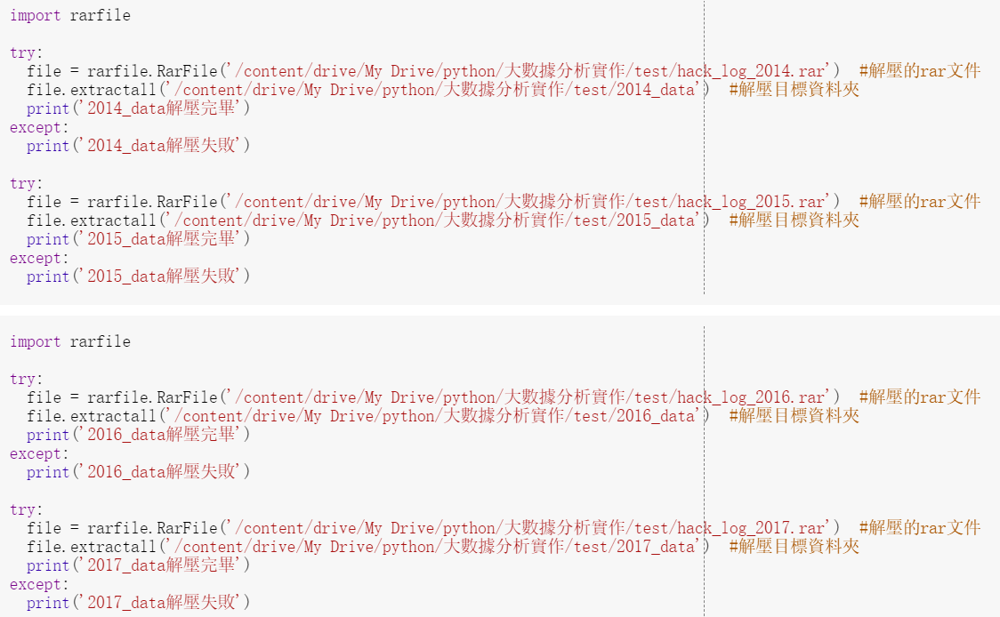 import rarfile
try:
file = rarfile.RarFile('/content/drive/My Drive/python/大數據分析實作/test/hack_log_2014.rar') #解壓的rar文件
file.extractall('/content/drive/My Drive/python/大數據分析實作/test/2014_data') #解壓目標資料夾
print('2014_data解壓完畢')
except:
print('2014_data解壓失敗')
try:
file = rarfile.RarFile('/content/drive/My Drive/python/大數據分析實作/test/hack_log_2015.rar') #解壓的rar文件
file.extractall('/content/drive/My Drive/python/大數據分析實作/test/2015_data') #解壓目標資料夾
print('2015_data解壓完畢')
except:
print('2015_data解壓失敗')
import rarfile
try:
file = rarfile.RarFile('/content/drive/My Drive/python/大數據分析實作/test/hack_log_2016.rar') #解壓的rar文件
file.extractall('/content/drive/My Drive/python/大數據分析實作/test/2016_data') #解壓目標資料夾
print('2016_data解壓完畢')
except:
print('2016_data解壓失敗')
try:
file = rarfile.RarFile('/content/drive/My Drive/python/大數據分析實作/test/hack_log_2017.rar') #解壓的rar文件
file.extractall('/content/drive/My Drive/python/大數據分析實作/test/2017_data') #解壓目標資料夾
print('2017_data解壓完畢')
except:
print('2017_data解壓失敗')